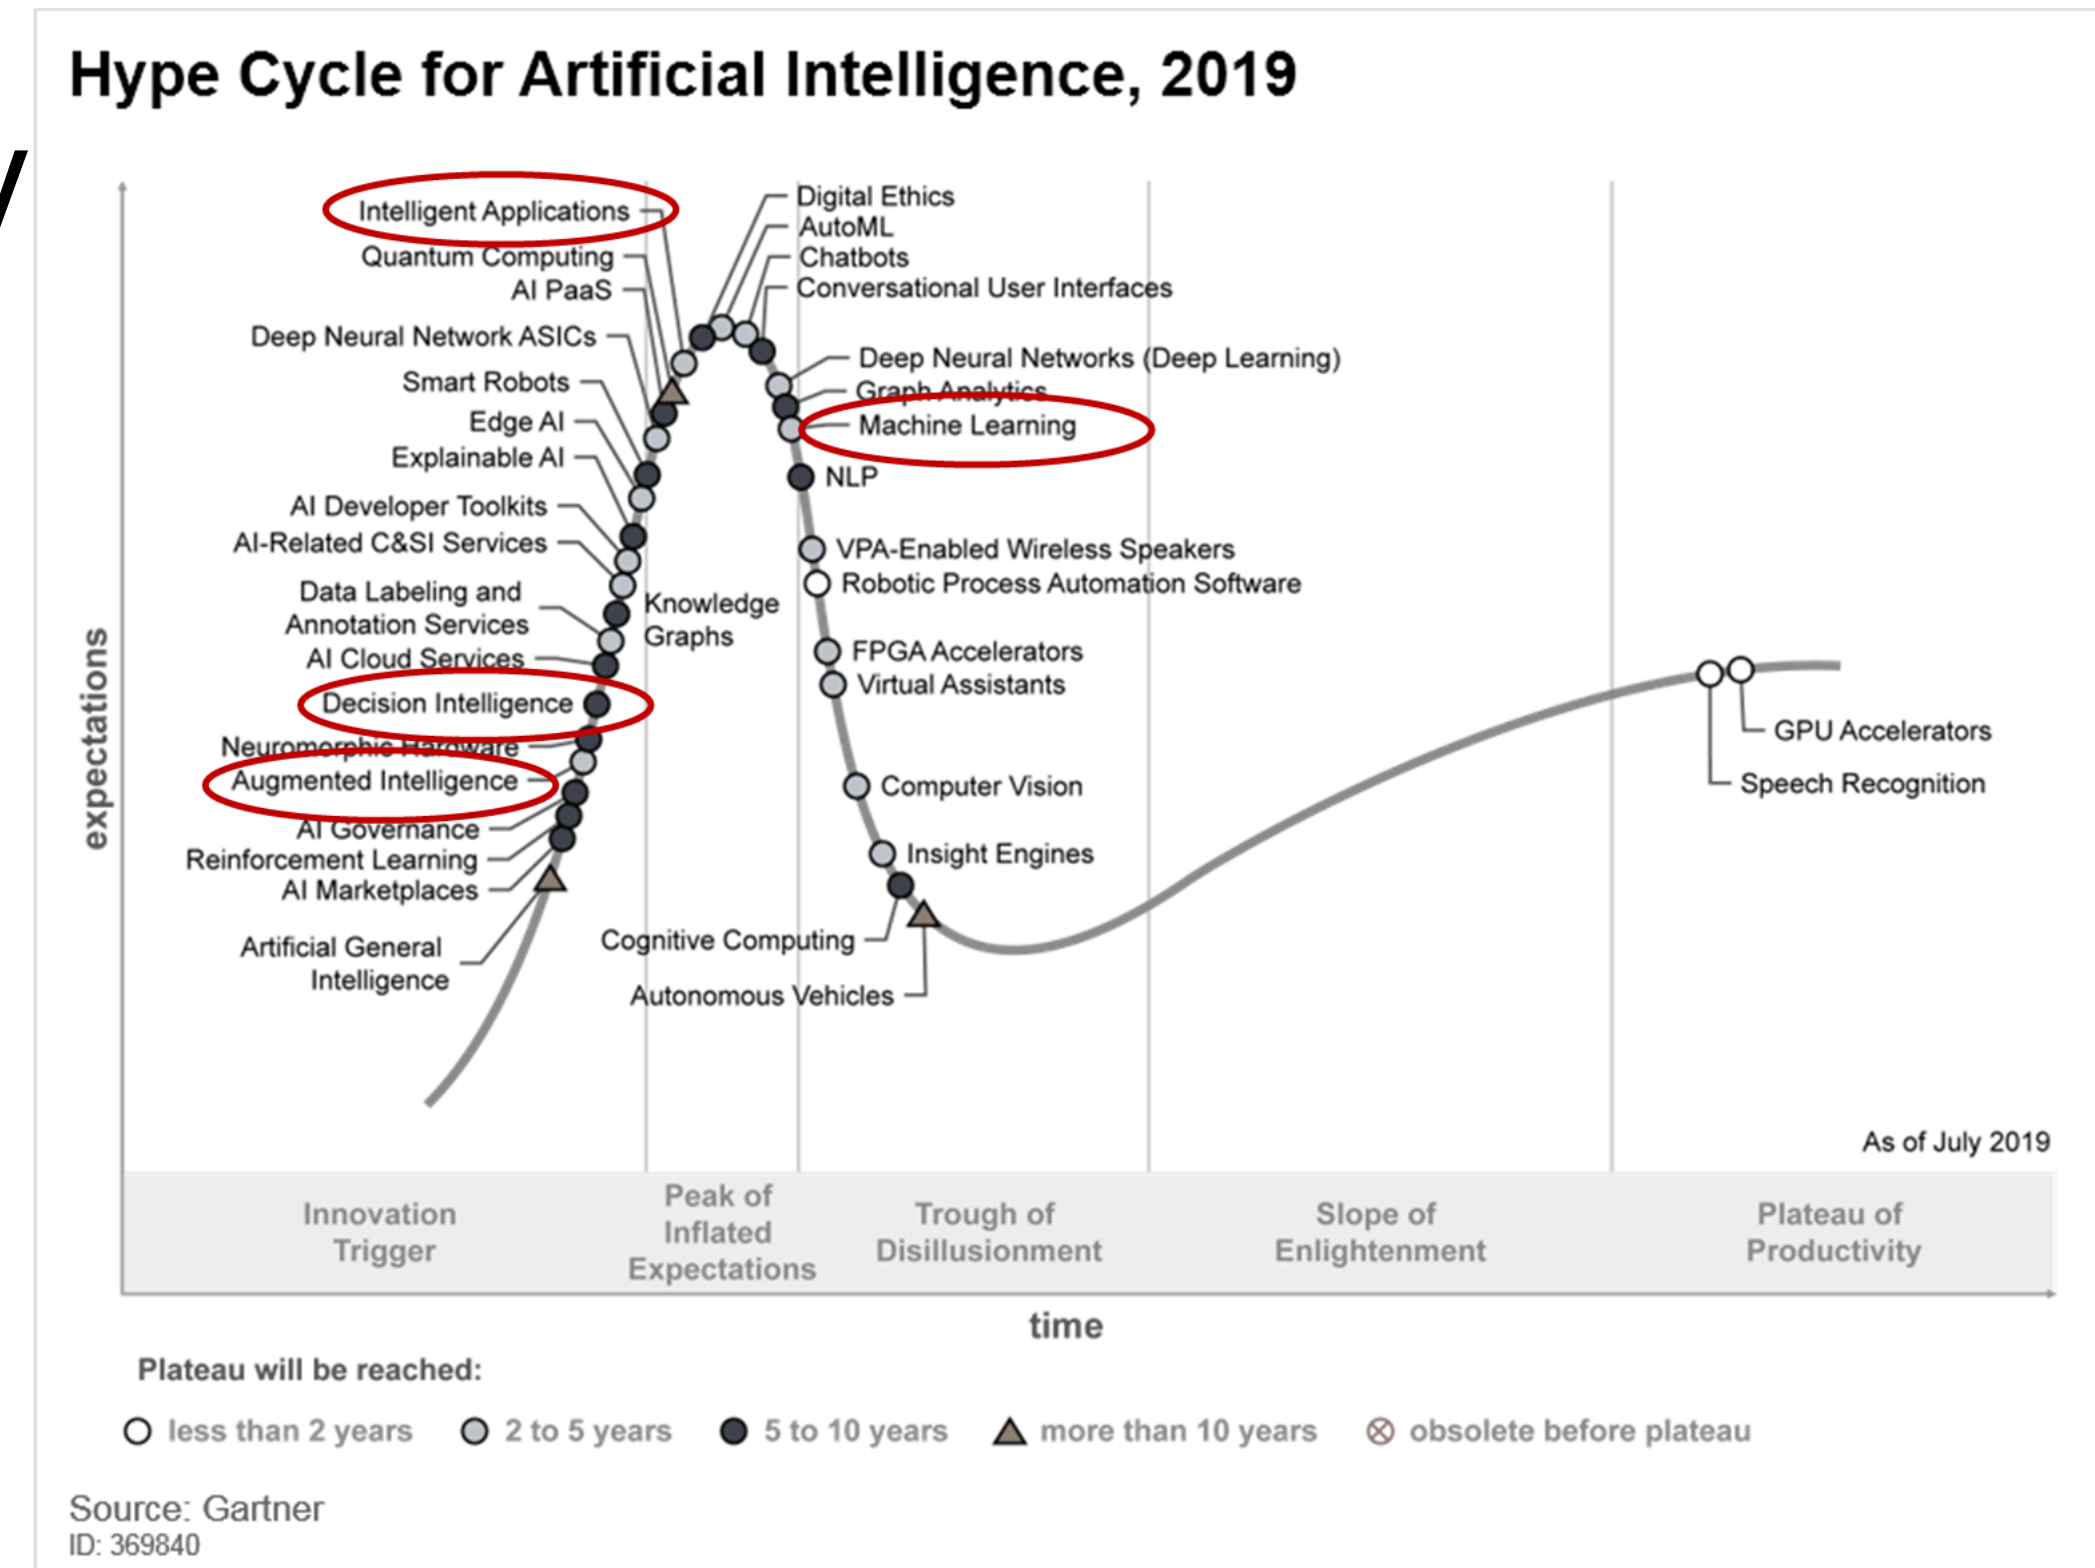 Hype Cycle for Artificial Intelligence, 2019
Intelligent Applications
Quantum Computing
AI PaaS
Deep Neural Network ASICs
Smart Robots
Edge AI
Explainable AI
AI Developer Toolkits
AI-Related C&SI Services
Data Labeling and
Annotation Services
AI Cloud Services
Decision Intelligence
Neuromorphic Hardware
Augmented Intelligence
AI Governance
Reinforcement Learning
AI Marketplaces
Artificial General
Intelligence
Knowledge
Graphs
Digital Ethics
AutoML
Chatbots
Conversational User Interfaces
Deep Neural Networks (Deep Learning)
Graph Analytics
Machine Learning
NLP
VPA-Enabled Wireless Speakers
Robotic Process Automation Software
FPGA Accelerators
Virtual Assistants
Computer Vision
Insight Engines
Cognitive Computing
Autonomous Vehicles
GPU Accelerators
Speech Recognition
expectations
As of July 2019
Innovation
Trigger
Peak of
Inflated
Expectations
Trough of
Disillusionment
Slope of
Enlightenment
Plateau of
Productivity
time
Plateau will be reached:
less than 2 years
2 to 5 years
5 to 10 years
more than 10 years
obsolete before plateau
Source: Gartner
ID: 369840